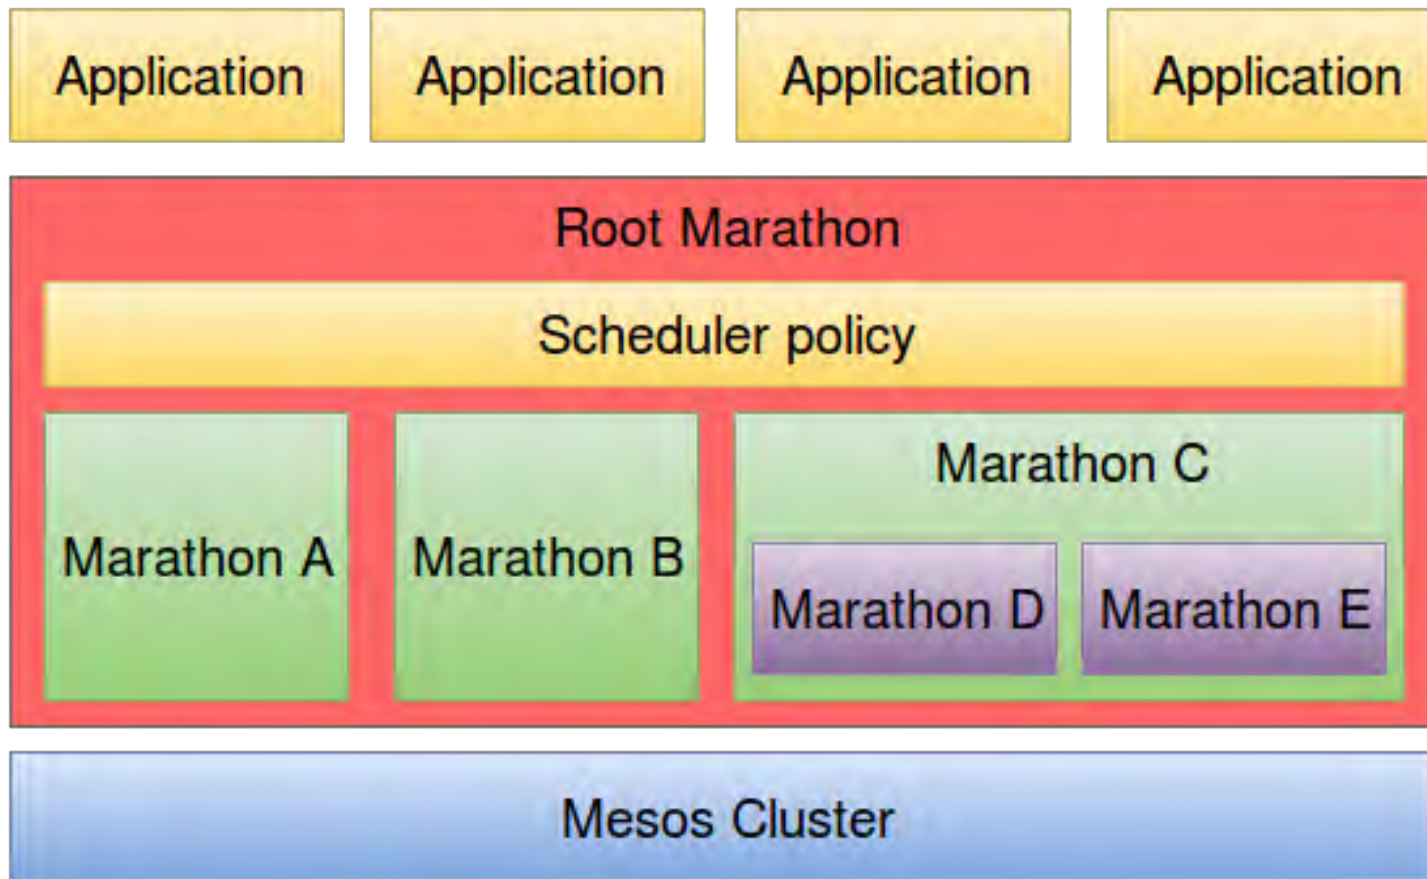 Application
Application
Application
Application
Root Marathon
Scheduler policy
Marathon A
Marathon B
Marathon C
Marathon D
Marathon E
Mesos Cluster